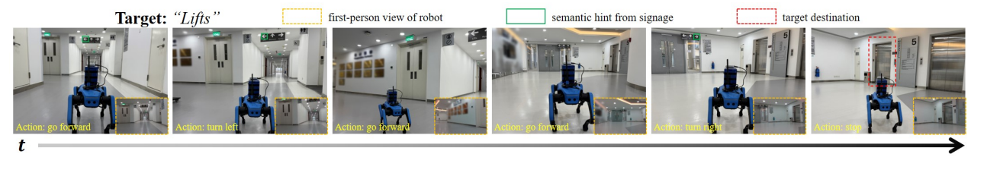 Target: “Lifts”
first-person view of robot
semantic hint from signage
target destination
Action: go forward
Action: turn left
Action: go forward
Action: go forward
Action: turn right
Action: stop
5
5
t